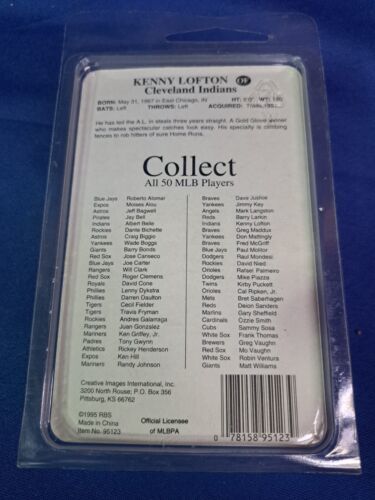 KENNY LOFTON OF
Cleveland Indians
BORN: May 31, 1967 in East Chicago, IN HT: 6'0" WT: 180
BATS: Left THROWS: Left ACQUIRED: Trade,
He has led the A.L. in steals three years straight. A Gold Glove winner
who makes spectacular catches look easy. His specialty is climbing
fences to rob hitters of sure Home Runs.
Collect
All 50 MLB Players
Blue Jays Roberto Alomar Braves Dave Justice
Expos Moises Alou Yankees Jimmy Key
Astros Jeff Bagwell Angels Mark Langston
Pirates Jay Bell Reds Barry Larkin
Indians Albert Belle Indians Kenny Lofton
Rockies Dante Bichette Braves Greg Maddux
Astros Craig Biggio Yankees Don Mattingly
Yankees Wade Boggs Braves Fred McGriff
Giants Barry Bonds Blue Jays Paul Molitor
Red Sox Jose Canseco Dodgers Raul Mondesi
Blue Jays Joe Carter Rockies David Nied
Rangers Will Clark Orioles Rafael Palmeiro
Red Sox Roger Clemens Dodgers Mike Piazza
Royals David Cone Twins Kirby Puckett
Phillies Lenny Dykstra Orioles Cal Ripken, Jr.
Phillies Darren Daulton Mets Bret Saberhagen
Tigers Cecil Fielder Reds Deion Sanders
Tigers Travis Fryman Marlins Gary Sheffield
Rockies Andres Galarraga Cardinals Ozzie Smith
Rangers Juan Gonzalez Cubs Sammy Sosa
Mariners Ken Griffey, Jr. White Sox Frank Thomas
Padres Tony Gwynn Brewers Greg Vaughn
Athletics Rickey Henderson Red Sox Mo Vaughn
Expos Ken Hill White Sox Robin Ventura
Mariners Randy Johnson Giants Matt Williams
Creative Images International, Inc.
3200 North Rouse; P.O. Box 356
Pittsburg, KS 66762
©1995 RBS
Made in China
Item No. 95123
Official Licensee
of MLBPA
0 78158 95123